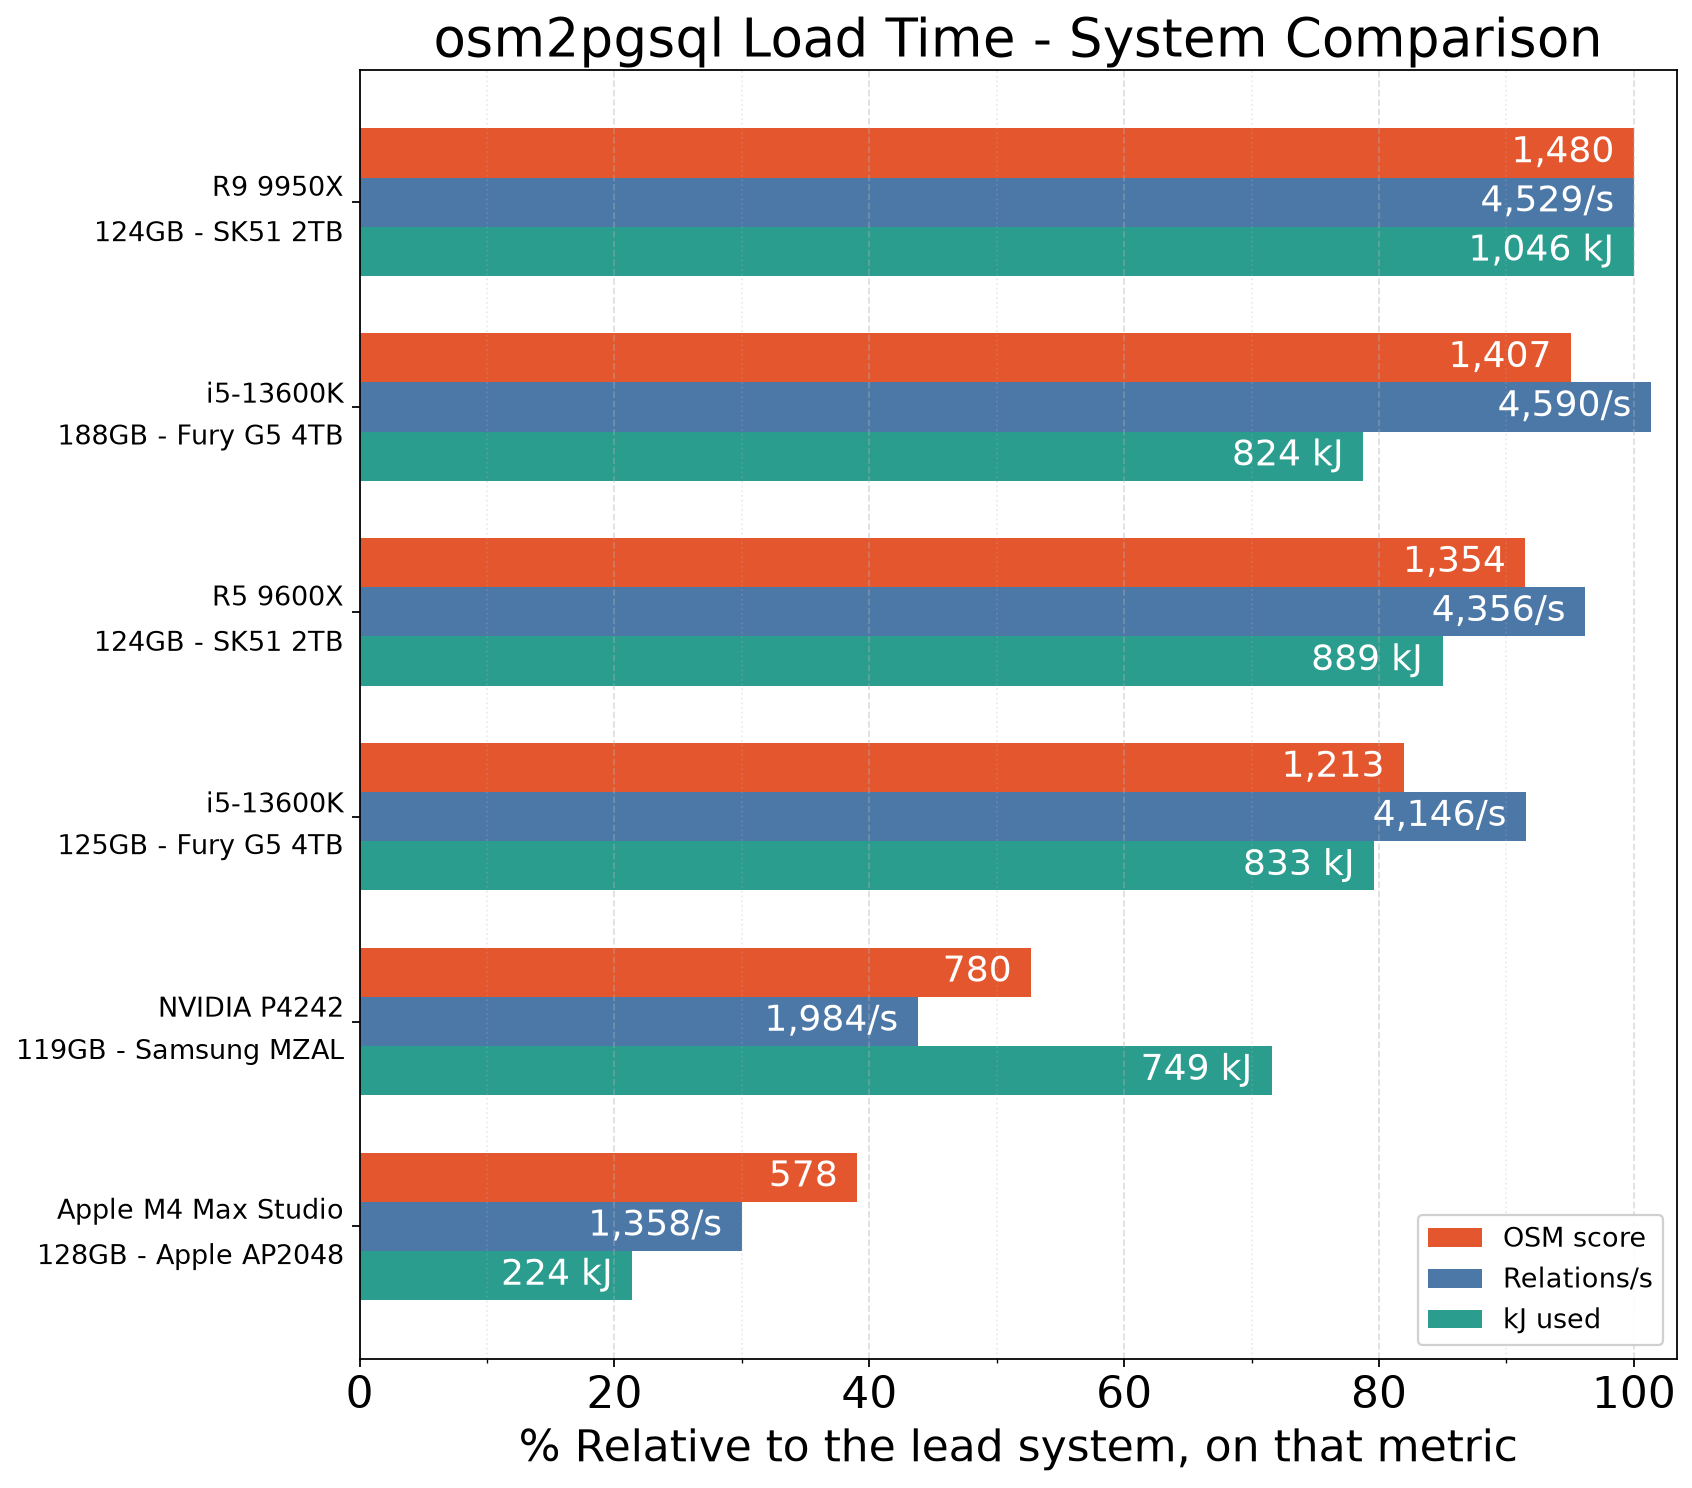 osm2pgsql Load Time - System Comparison
R9 9950X
124GB - SK51 2TB
1,480
4,529/s
1,046 kJ
i5-13600K
188GB - Fury G5 4TB
1,407
4,590/s
824 kJ
R5 9600X
124GB - SK51 2TB
1,354
4,356/s
889 kJ
i5-13600K
125GB - Fury G5 4TB
1,213
4,146/s
833 kJ
NVIDIA P4242
119GB - Samsung MZAL
780
1,984/s
749 kJ
Apple M4 Max Studio
128GB - Apple AP2048
578
1,358/s
224 kJ
OSM score
Relations/s
kJ used
0 20 40 60 80 100
% Relative to the lead system, on that metric